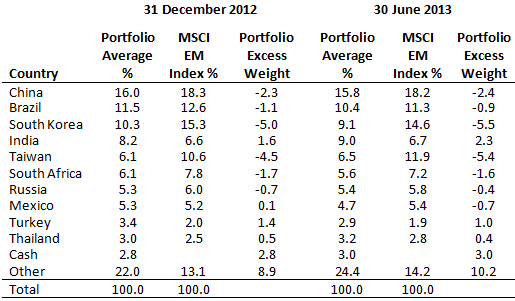 31 December 2012 30 June 2013
Portfolio MSCI Portfolio Portfolio MSCI Portfolio
Average EM Excess Average EM Excess
Country % Index % Weight % Index % Weight
China 16.0 18.3 -2.3 15.8 18.2 -2.4
Brazil 11.5 12.6 -1.1 10.4 11.3 -0.9
South Korea 10.3 15.3 -5.0 9.1 14.6 -5.5
India 8.2 6.6 1.6 9.0 6.7 2.3
Taiwan 6.1 10.6 -4.5 6.5 11.9 -5.4
South Africa 6.1 7.8 -1.7 5.6 7.2 -1.6
Russia 5.3 6.0 -0.7 5.4 5.8 -0.4
Mexico 5.3 5.2 0.1 4.7 5.4 -0.7
Turkey 3.4 2.0 1.4 2.9 1.9 1.0
Thailand 3.0 2.5 0.5 3.2 2.8 0.4
Cash 2.8 2.8 3.0 3.0
Other 22.0 13.1 8.9 24.4 14.2 10.2
Total 100.0 100.0 100.0 100.0